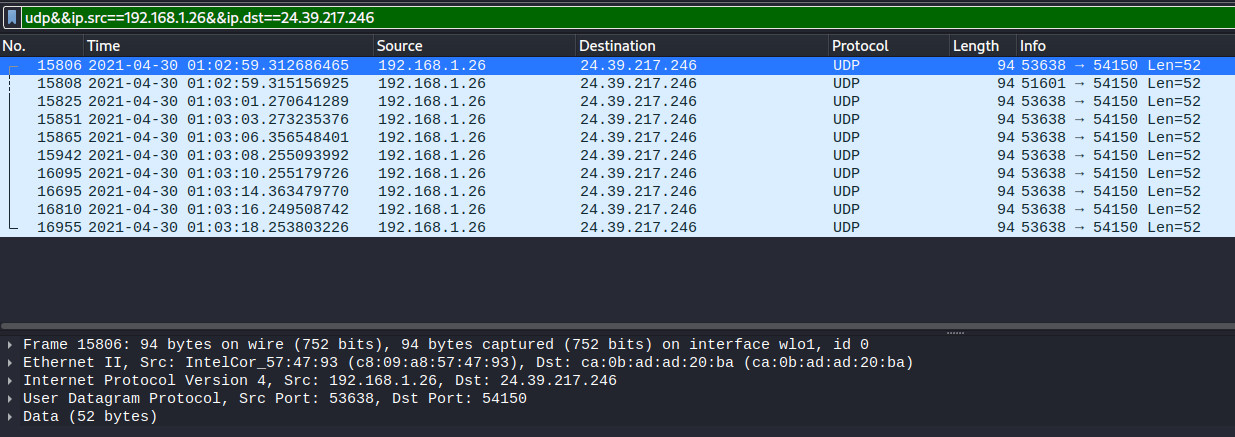 udp&&ip.src==192.168.1.26&&ip.dst==24.39.217.246
No. Time Source Destination Protocol Length Info
15806 2021-04-30 01:02:59.312686465 192.168.1.26 24.39.217.246 UDP 94 53638 → 54150 Len=52
15808 2021-04-30 01:02:59.315156925 192.168.1.26 24.39.217.246 UDP 94 51601 → 54150 Len=52
15825 2021-04-30 01:03:01.270641289 192.168.1.26 24.39.217.246 UDP 94 53638 → 54150 Len=52
15851 2021-04-30 01:03:03.273235376 192.168.1.26 24.39.217.246 UDP 94 53638 → 54150 Len=52
15865 2021-04-30 01:03:06.356548401 192.168.1.26 24.39.217.246 UDP 94 53638 → 54150 Len=52
15942 2021-04-30 01:03:08.255093992 192.168.1.26 24.39.217.246 UDP 94 53638 → 54150 Len=52
16095 2021-04-30 01:03:10.255179726 192.168.1.26 24.39.217.246 UDP 94 53638 → 54150 Len=52
16695 2021-04-30 01:03:14.363479770 192.168.1.26 24.39.217.246 UDP 94 53638 → 54150 Len=52
16810 2021-04-30 01:03:16.249508742 192.168.1.26 24.39.217.246 UDP 94 53638 → 54150 Len=52
16955 2021-04-30 01:03:18.253803226 192.168.1.26 24.39.217.246 UDP 94 53638 → 54150 Len=52
Frame 15806: 94 bytes on wire (752 bits), 94 bytes captured (752 bits) on interface wlo1, id 0
Ethernet II, Src: IntelCor_57:47:93 (c8:09:a8:57:47:93), Dst: ca:0b:ad:ad:20:ba (ca:0b:ad:ad:20:ba)
Internet Protocol Version 4, Src: 192.168.1.26, Dst: 24.39.217.246
User Datagram Protocol, Src Port: 53638, Dst Port: 54150
Data (52 bytes)